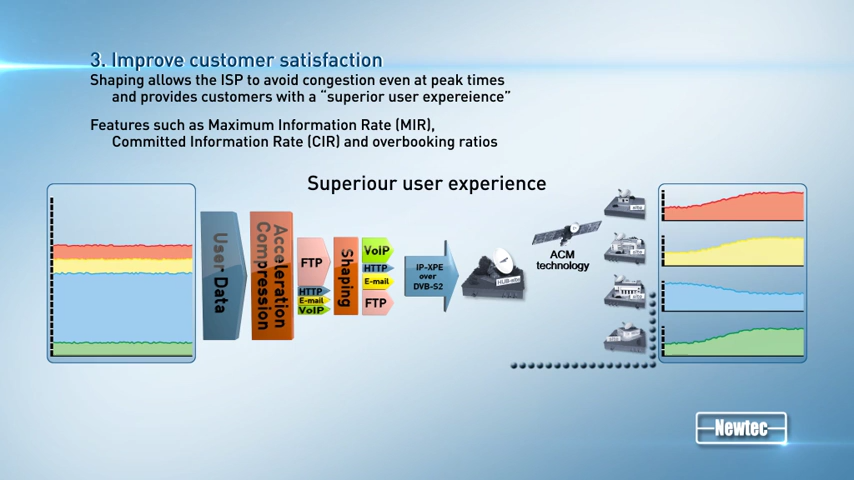 3. Improve customer satisfaction
Shaping allows the ISP to avoid congestion even at peak times
and provides customers with a “superior user expereience”
Features such as Maximum Information Rate (MIR),
Committed Information Rate (CIR) and overbooking ratios
Superiour user experience
User Data
Acceleration
Compression
FTP
HTTP
E-mail
VoIP
Shaping
VoIP
HTTP
E-mail
FTP
IP-XPE
over
DVB-S2
HUB-site
ACM
technology
Newtec